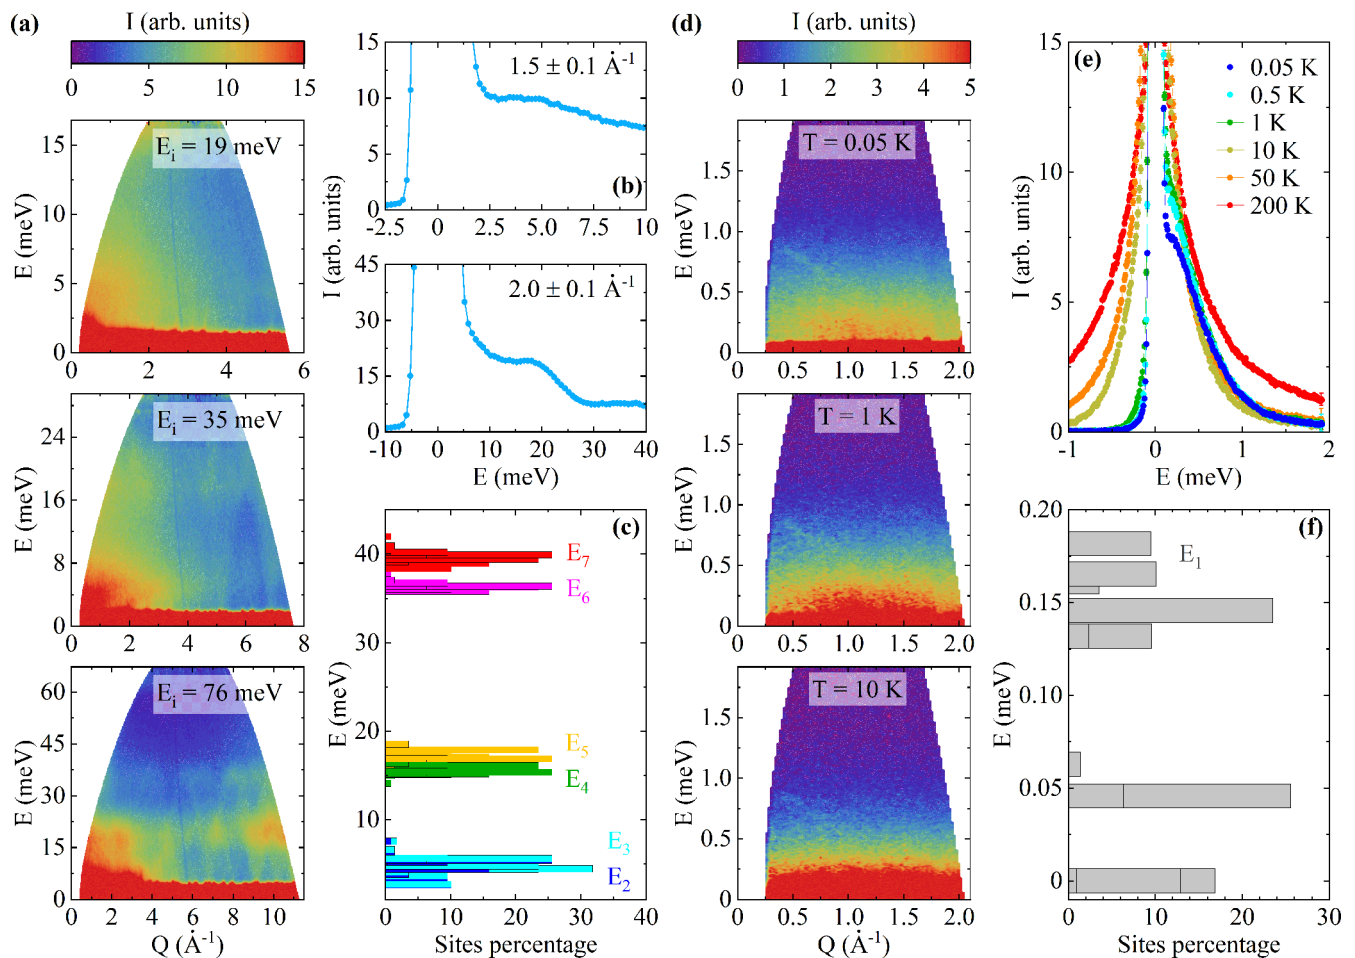 (a)
I (arb. units)
0 5 10 15
E_i = 19 meV
E (meV)
15
10
5
0
0 2 4 6
E_i = 35 meV
E (meV)
24
16
8
0
0 2 4 6 8
E_i = 76 meV
E (meV)
60
45
30
15
0
0 2 4 6 8 10
Q (Å⁻¹)
15
10
5
0
1.5 ± 0.1 Å⁻¹
(b)
-2.5 0 2.5 5.0 7.5 10
I (arb. units)
45
30
15
0
2.0 ± 0.1 Å⁻¹
-10 0 10 20 30 40
E (meV)
(c)
E (meV)
40
30
20
10
E₇
E₆
E₅
E₄
E₃
E₂
0 10 20 30 40
Sites percentage
(d)
I (arb. units)
0 1 2 3 4 5
T = 0.05 K
E (meV)
1.5
1.0
0.5
0
0 0.5 1.0 1.5 2.0
T = 1 K
E (meV)
1.5
1.0
0.5
0
0 0.5 1.0 1.5 2.0
T = 10 K
E (meV)
1.5
1.0
0.5
0
0 0.5 1.0 1.5 2.0
Q (Å⁻¹)
(e)
I (arb. units)
15
10
5
0
0.05 K
0.5 K
1 K
10 K
50 K
200 K
-1 0 1 2
E (meV)
(f)
E (meV)
0.20
0.15
0.10
0.05
0
E₁
0 10 20 30
Sites percentage